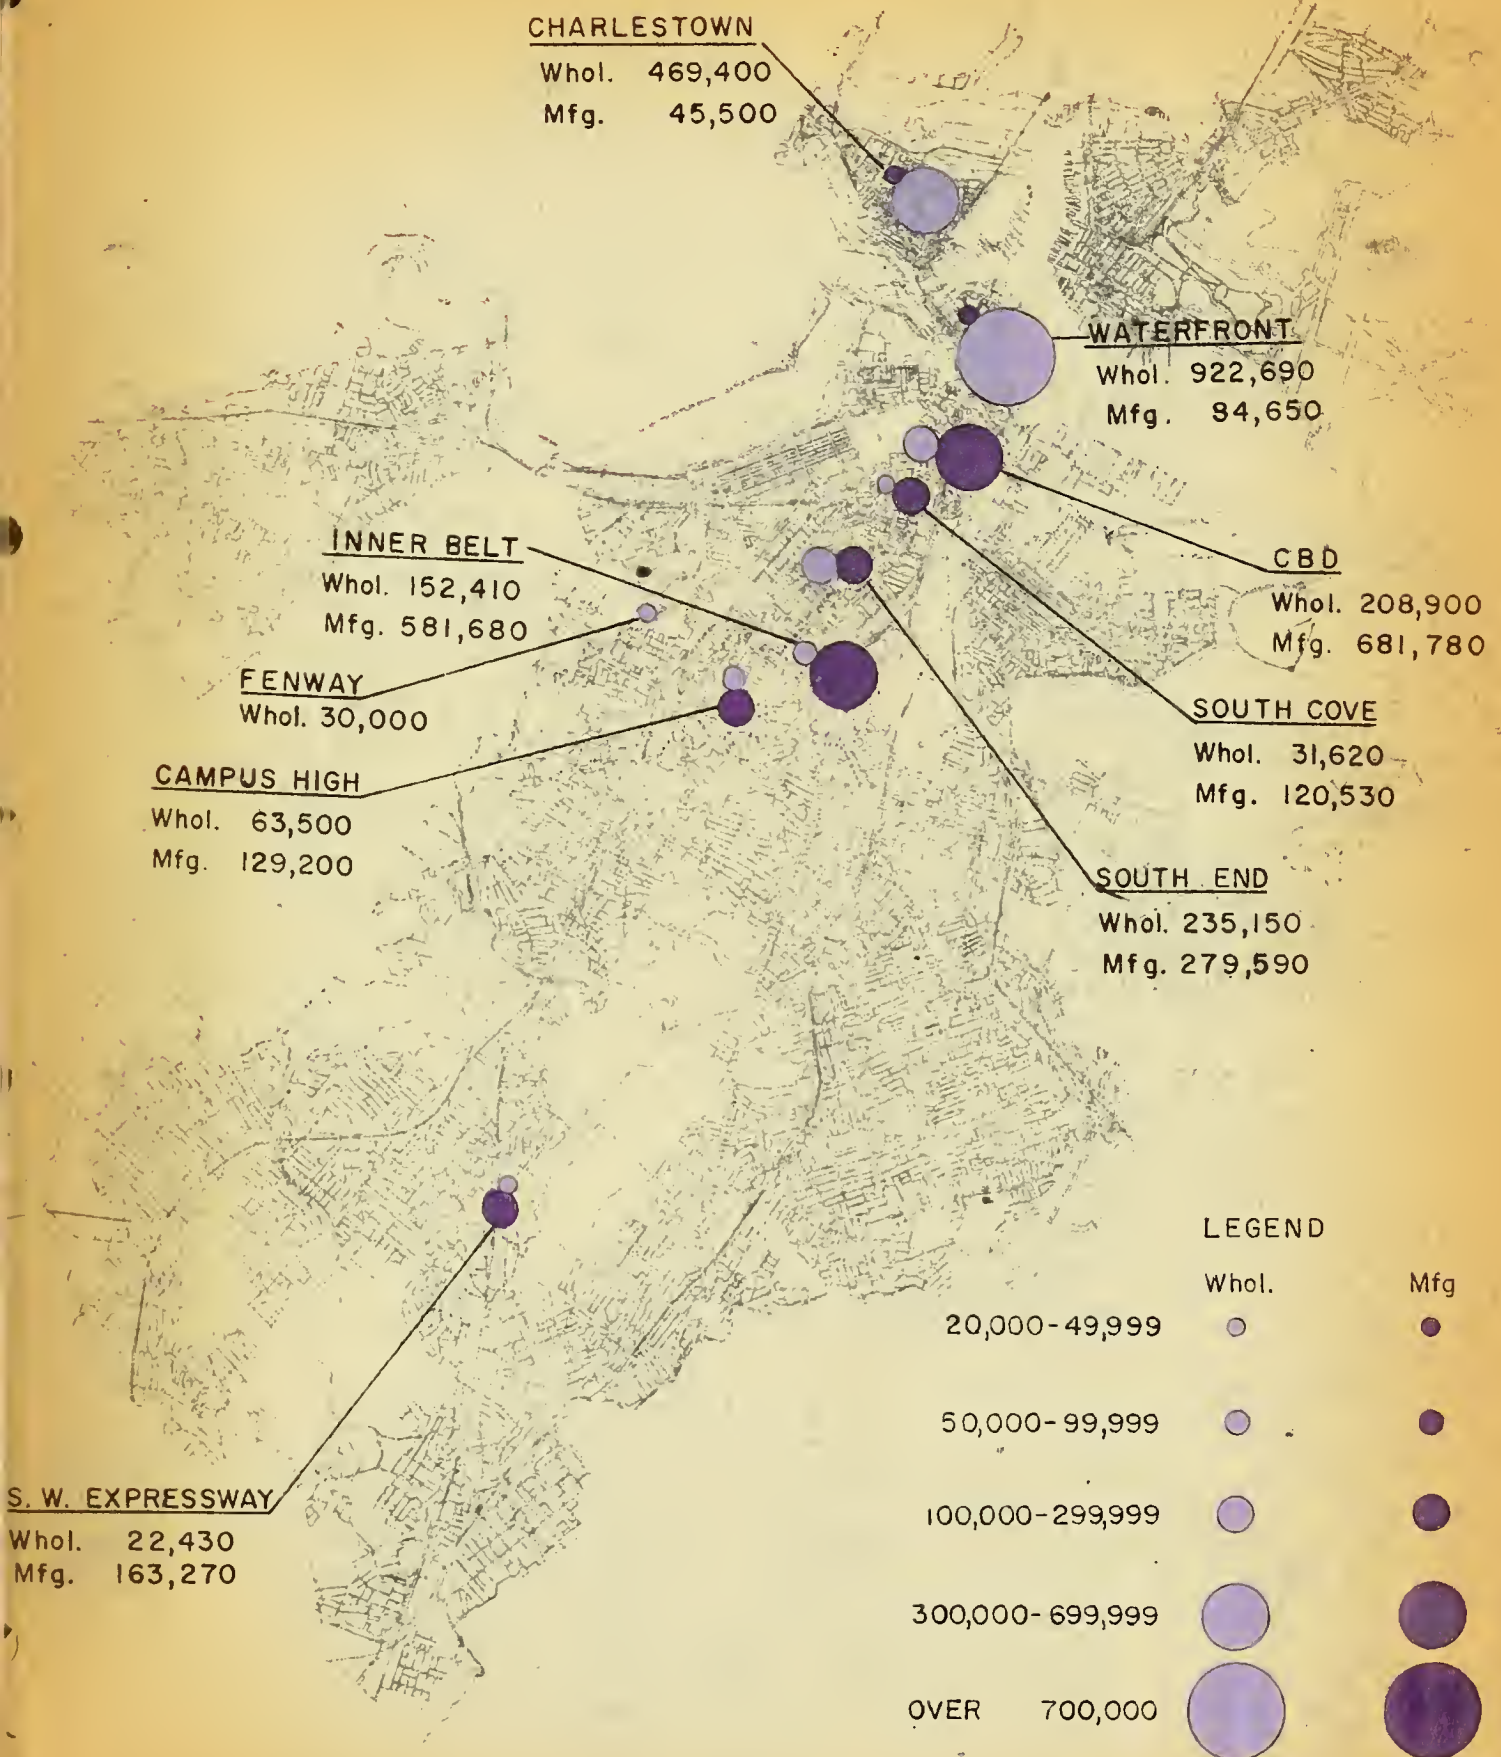 CHARLESTOWN
Whol. 469,400
Mfg. 45,500
WATERFRONT
Whol. 922,690
Mfg. 84,650
INNER BELT
Whol. 152,410
Mfg. 581,680
CBD
Whol. 208,900
Mfg. 681,780
FENWAY
Whol. 30,000
SOUTH COVE
Whol. 31,620
Mfg. 120,530
CAMPUS HIGH
Whol. 63,500
Mfg. 129,200
SOUTH END
Whol. 235,150
Mfg. 279,590
S. W. EXPRESSWAY
Whol. 22,430
Mfg. 163,270
LEGEND
Whol. Mfg
20,000-49,999
50,000-99,999
100,000-299,999
300,000-699,999
OVER 700,000